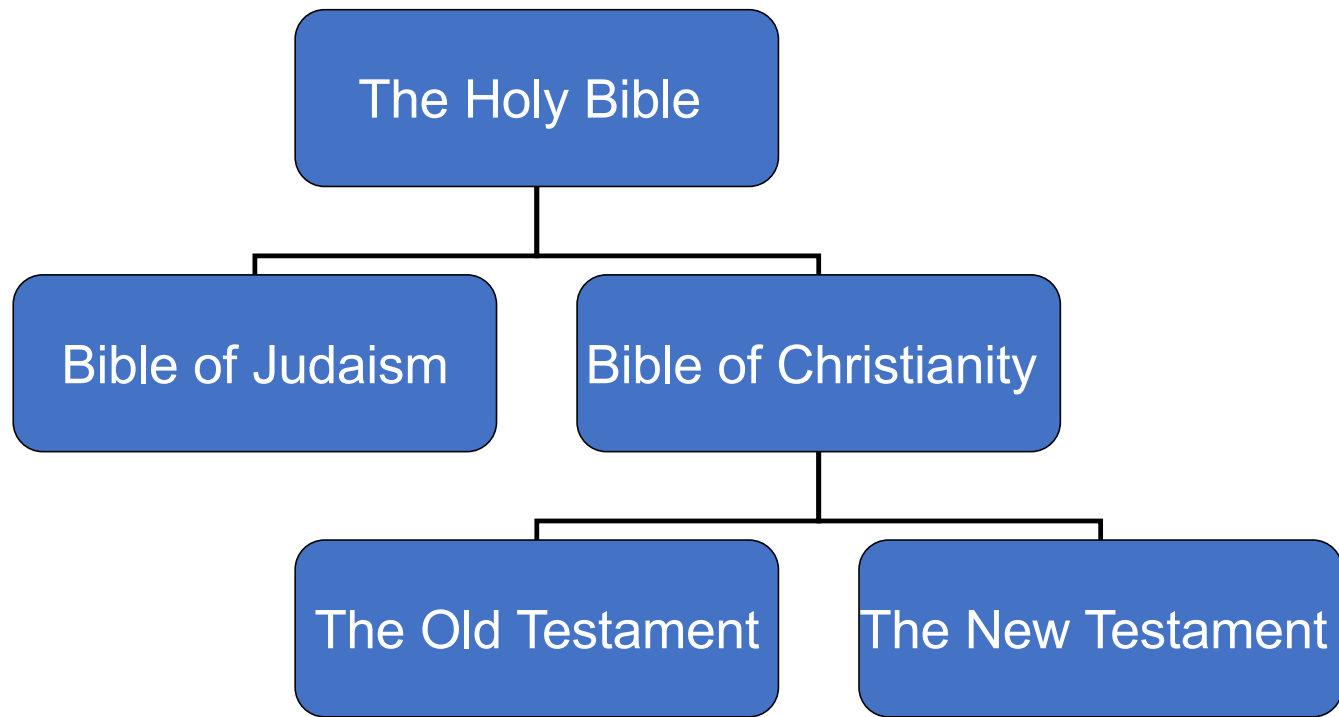 The Holy Bible
Bible of Judaism
Bible of Christianity
The Old Testament
The New Testament